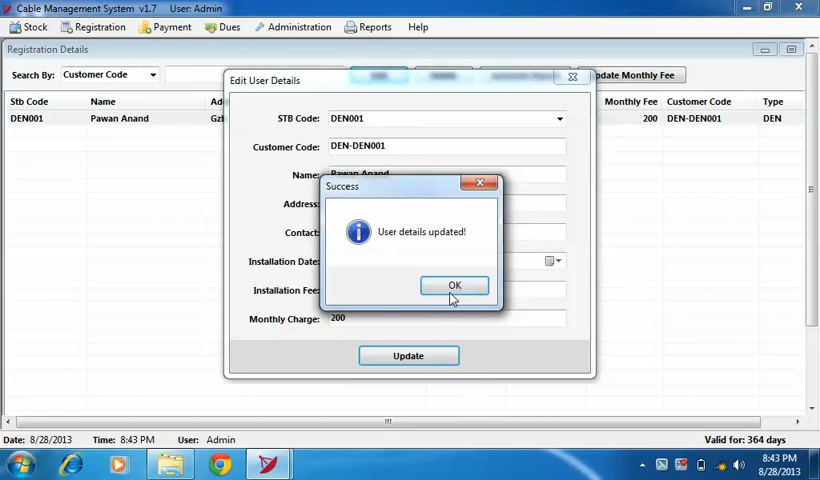 Cable Management System v1.7 User: Admin
Stock Registration Payment Dues Administration Reports Help
Registration Details
Search By: Customer Code Update Monthly Fee
Stb Code Name Monthly Fee Customer Code Type
DEN001 Pawan Anand 200 DEN-DEN001 DEN
Edit User Details
STB Code: DEN001
Customer Code: DEN-DEN001
Name: Pawan Anand
Address:
Contact:
Installation Date:
Installation Fee:
Monthly Charge: 200
Update
Success
User details updated!
OK
Date: 8/28/2013 Time: 8:43 PM User: Admin Valid for: 364 days
8:43 PM
8/28/2013